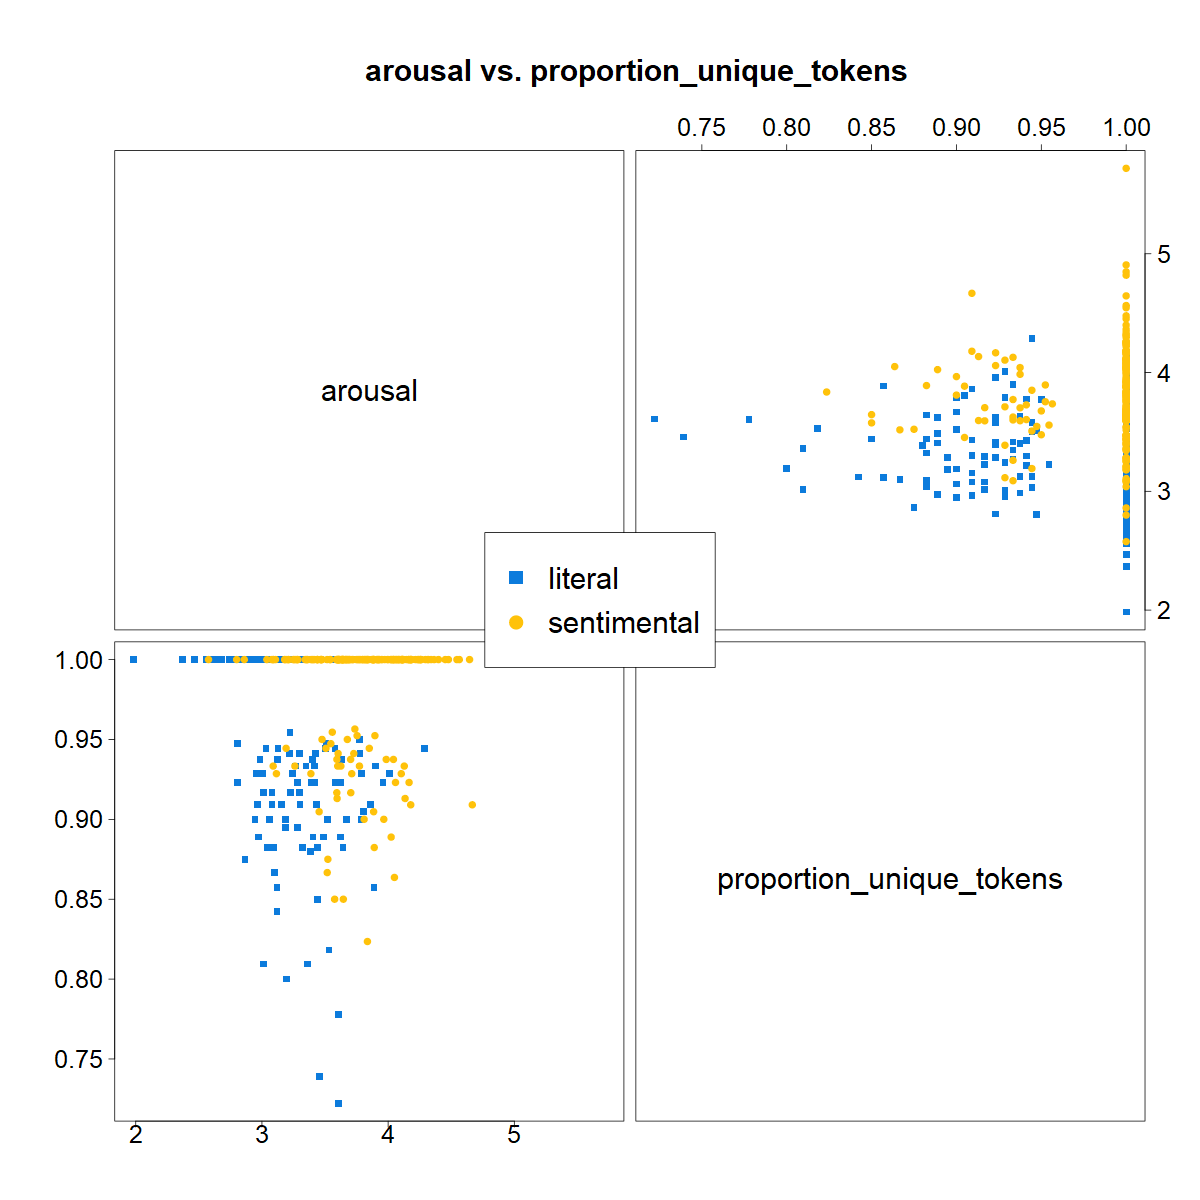 arousal vs. proportion_unique_tokens
0.75 0.80 0.85 0.90 0.95 1.00
arousal
5
4
3
2
literal
sentimental
1.00
0.95
0.90
0.85
0.80
0.75
proportion_unique_tokens
2 3 4 5